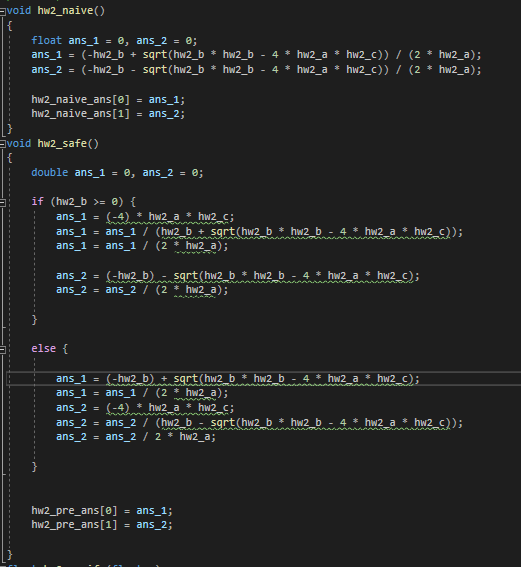 void hw2_naive()
{
float ans_1 = 0, ans_2 = 0;
ans_1 = (-hw2_b + sqrt(hw2_b * hw2_b - 4 * hw2_a * hw2_c)) / (2 * hw2_a);
ans_2 = (-hw2_b - sqrt(hw2_b * hw2_b - 4 * hw2_a * hw2_c)) / (2 * hw2_a);
hw2_naive_ans[0] = ans_1;
hw2_naive_ans[1] = ans_2;
}
void hw2_safe()
{
double ans_1 = 0, ans_2 = 0;
if (hw2_b >= 0) {
ans_1 = (-4) * hw2_a * hw2_c;
ans_1 = ans_1 / (hw2_b + sqrt(hw2_b * hw2_b - 4 * hw2_a * hw2_c));
ans_1 = ans_1 / (2 * hw2_a);
ans_2 = (-hw2_b) - sqrt(hw2_b * hw2_b - 4 * hw2_a * hw2_c);
ans_2 = ans_2 / (2 * hw2_a);
}
else {
ans_1 = (-hw2_b) + sqrt(hw2_b * hw2_b - 4 * hw2_a * hw2_c);
ans_1 = ans_1 / (2 * hw2_a);
ans_2 = (-4) * hw2_a * hw2_c;
ans_2 = ans_2 / (hw2_b - sqrt(hw2_b * hw2_b - 4 * hw2_a * hw2_c));
ans_2 = ans_2 / 2 * hw2_a;
}
hw2_pre_ans[0] = ans_1;
hw2_pre_ans[1] = ans_2;
}